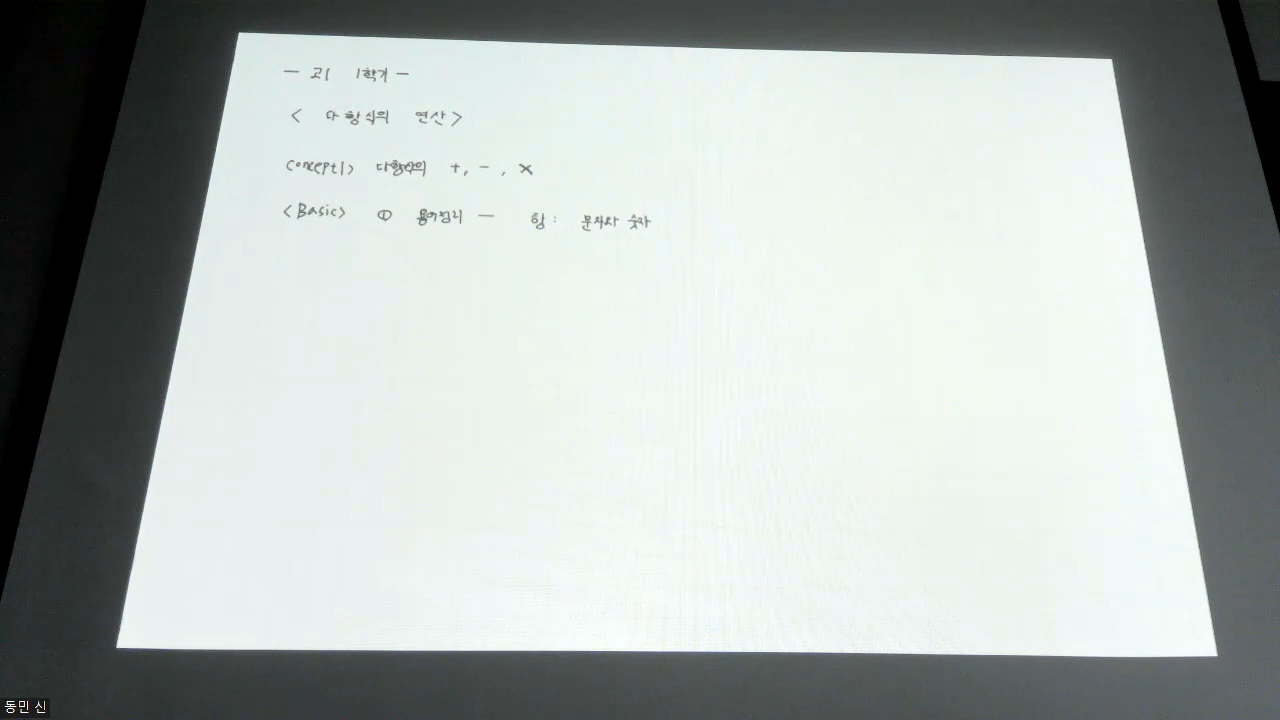 — 고1 1학기 —
< 다항식의 연산 >
Concept1> 다항식의 +, -, ×
<Basic> ① 용어정리 — 항 : 문자와 숫자
동민 신